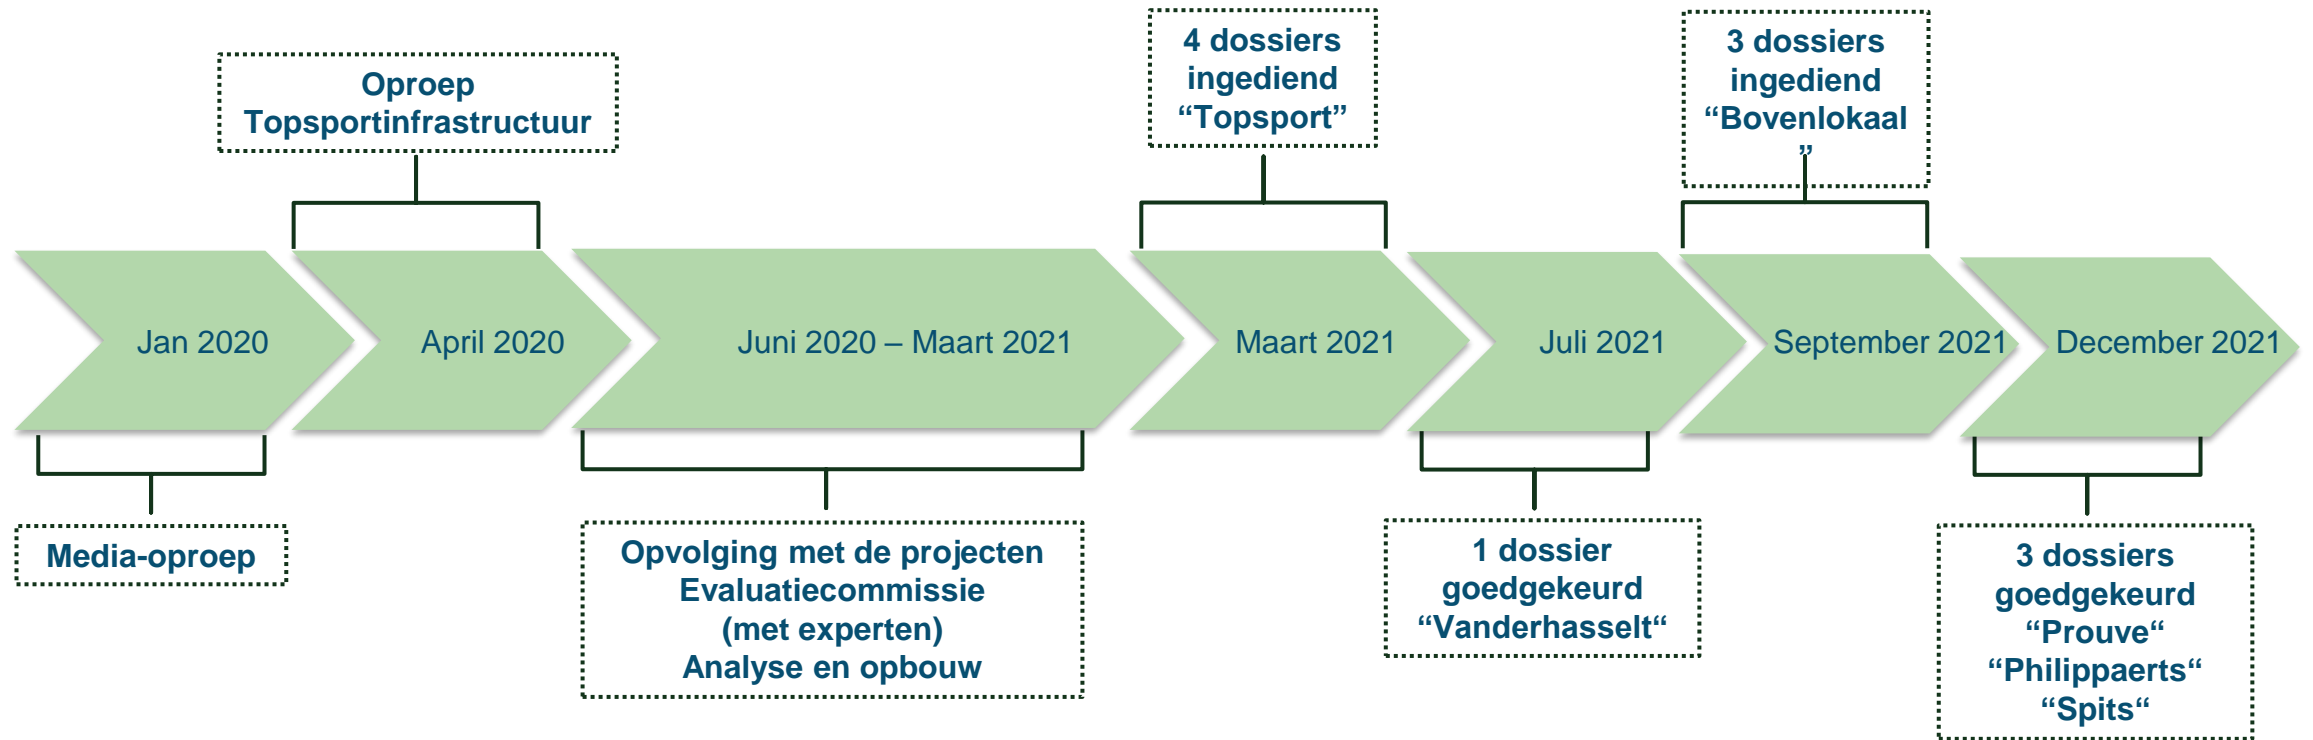 Oproep
Topsportinfrastructuur
4 dossiers
ingediend
“Topsport”
3 dossiers
ingediend
“Bovenlokaal
”
Jan 2020
April 2020
Juni 2020 – Maart 2021
Maart 2021
Juli 2021
September 2021
December 2021
Media-oproep
Opvolging met de projecten
Evaluatiecommissie
(met experten)
Analyse en opbouw
1 dossier
goedgekeurd
“Vanderhasselt“
3 dossiers
goedgekeurd
“Prouve“
“Philippaerts“
“Spits“